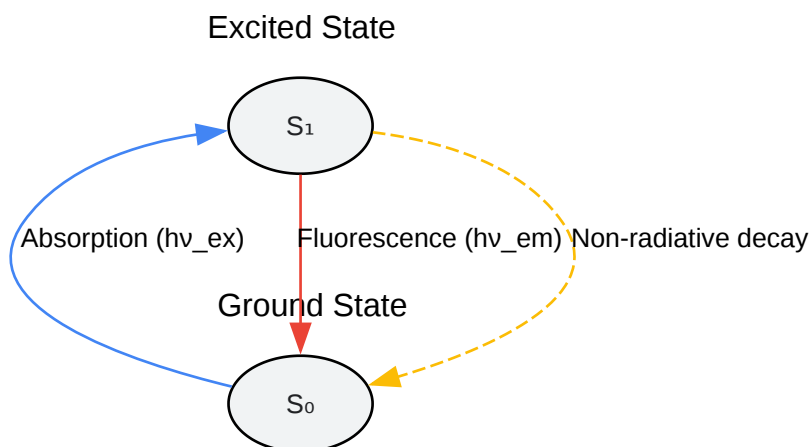 Excited State
S₁
Absorption (hν_ex)
Fluorescence (hν_em)
Non-radiative decay
Ground State
S₀